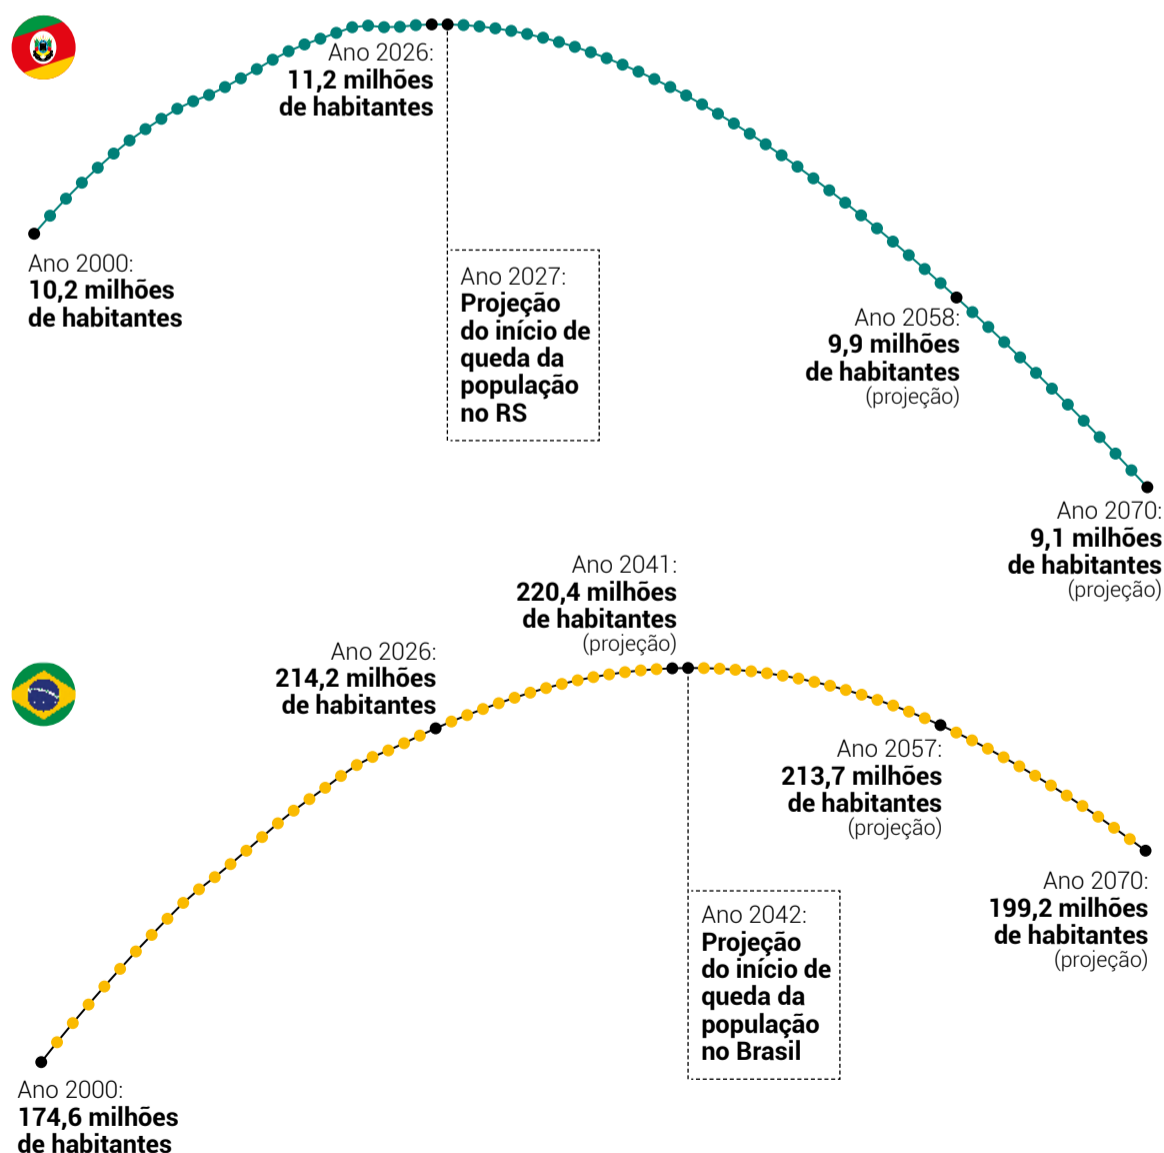 Ano 2026:
11,2 milhões
de habitantes
Ano 2000:
10,2 milhões
de habitantes
Ano 2027:
Projeção
do início de
queda da
população
no RS
Ano 2058:
9,9 milhões
de habitantes
(projeção)
Ano 2070:
9,1 milhões
de habitantes
(projeção)
Ano 2041:
220,4 milhões
de habitantes
(projeção)
Ano 2026:
214,2 milhões
de habitantes
Ano 2057:
213,7 milhões
de habitantes
(projeção)
Ano 2070:
199,2 milhões
de habitantes
(projeção)
Ano 2042:
Projeção
do início de
queda da
população
no Brasil
Ano 2000:
174,6 milhões
de habitantes